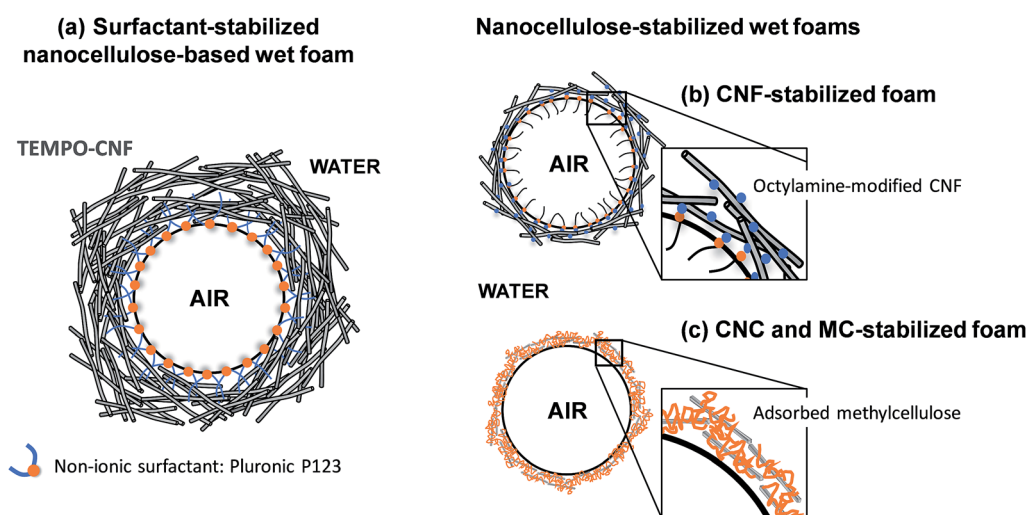 (a) Surfactant-stabilized
nanocellulose-based wet foam
TEMPO-CNF
WATER
AIR
Non-ionic surfactant: Pluronic P123
Nanocellulose-stabilized wet foams
(b) CNF-stabilized foam
AIR
Octylamine-modified CNF
WATER
(c) CNC and MC-stabilized foam
AIR
Adsorbed methylcellulose